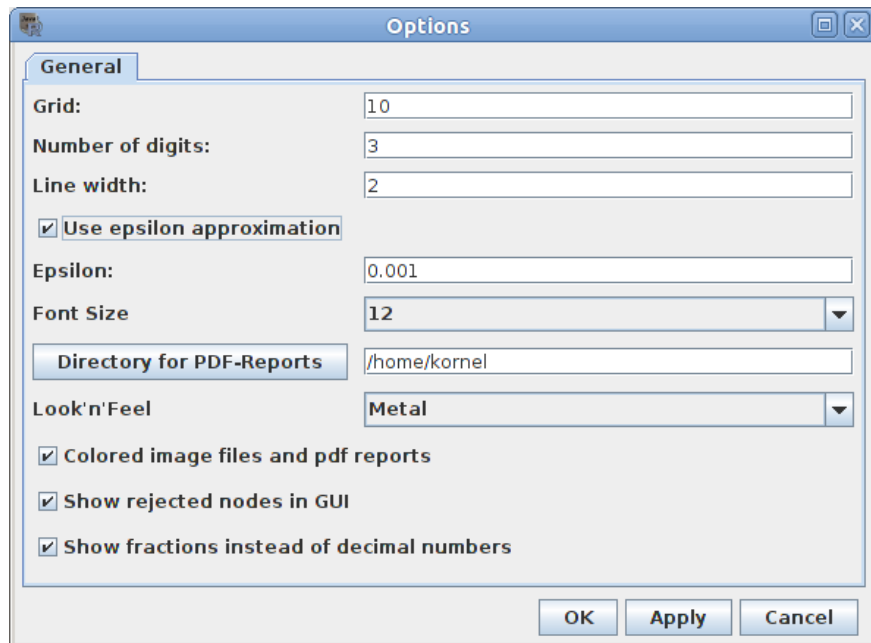 Options
General
Grid: 10
Number of digits: 3
Line width: 2
Use epsilon approximation
Epsilon: 0.001
Font Size 12
Directory for PDF-Reports /home/kornel
Look'n'Feel Metal
Colored image files and pdf reports
Show rejected nodes in GUI
Show fractions instead of decimal numbers
OK Apply Cancel